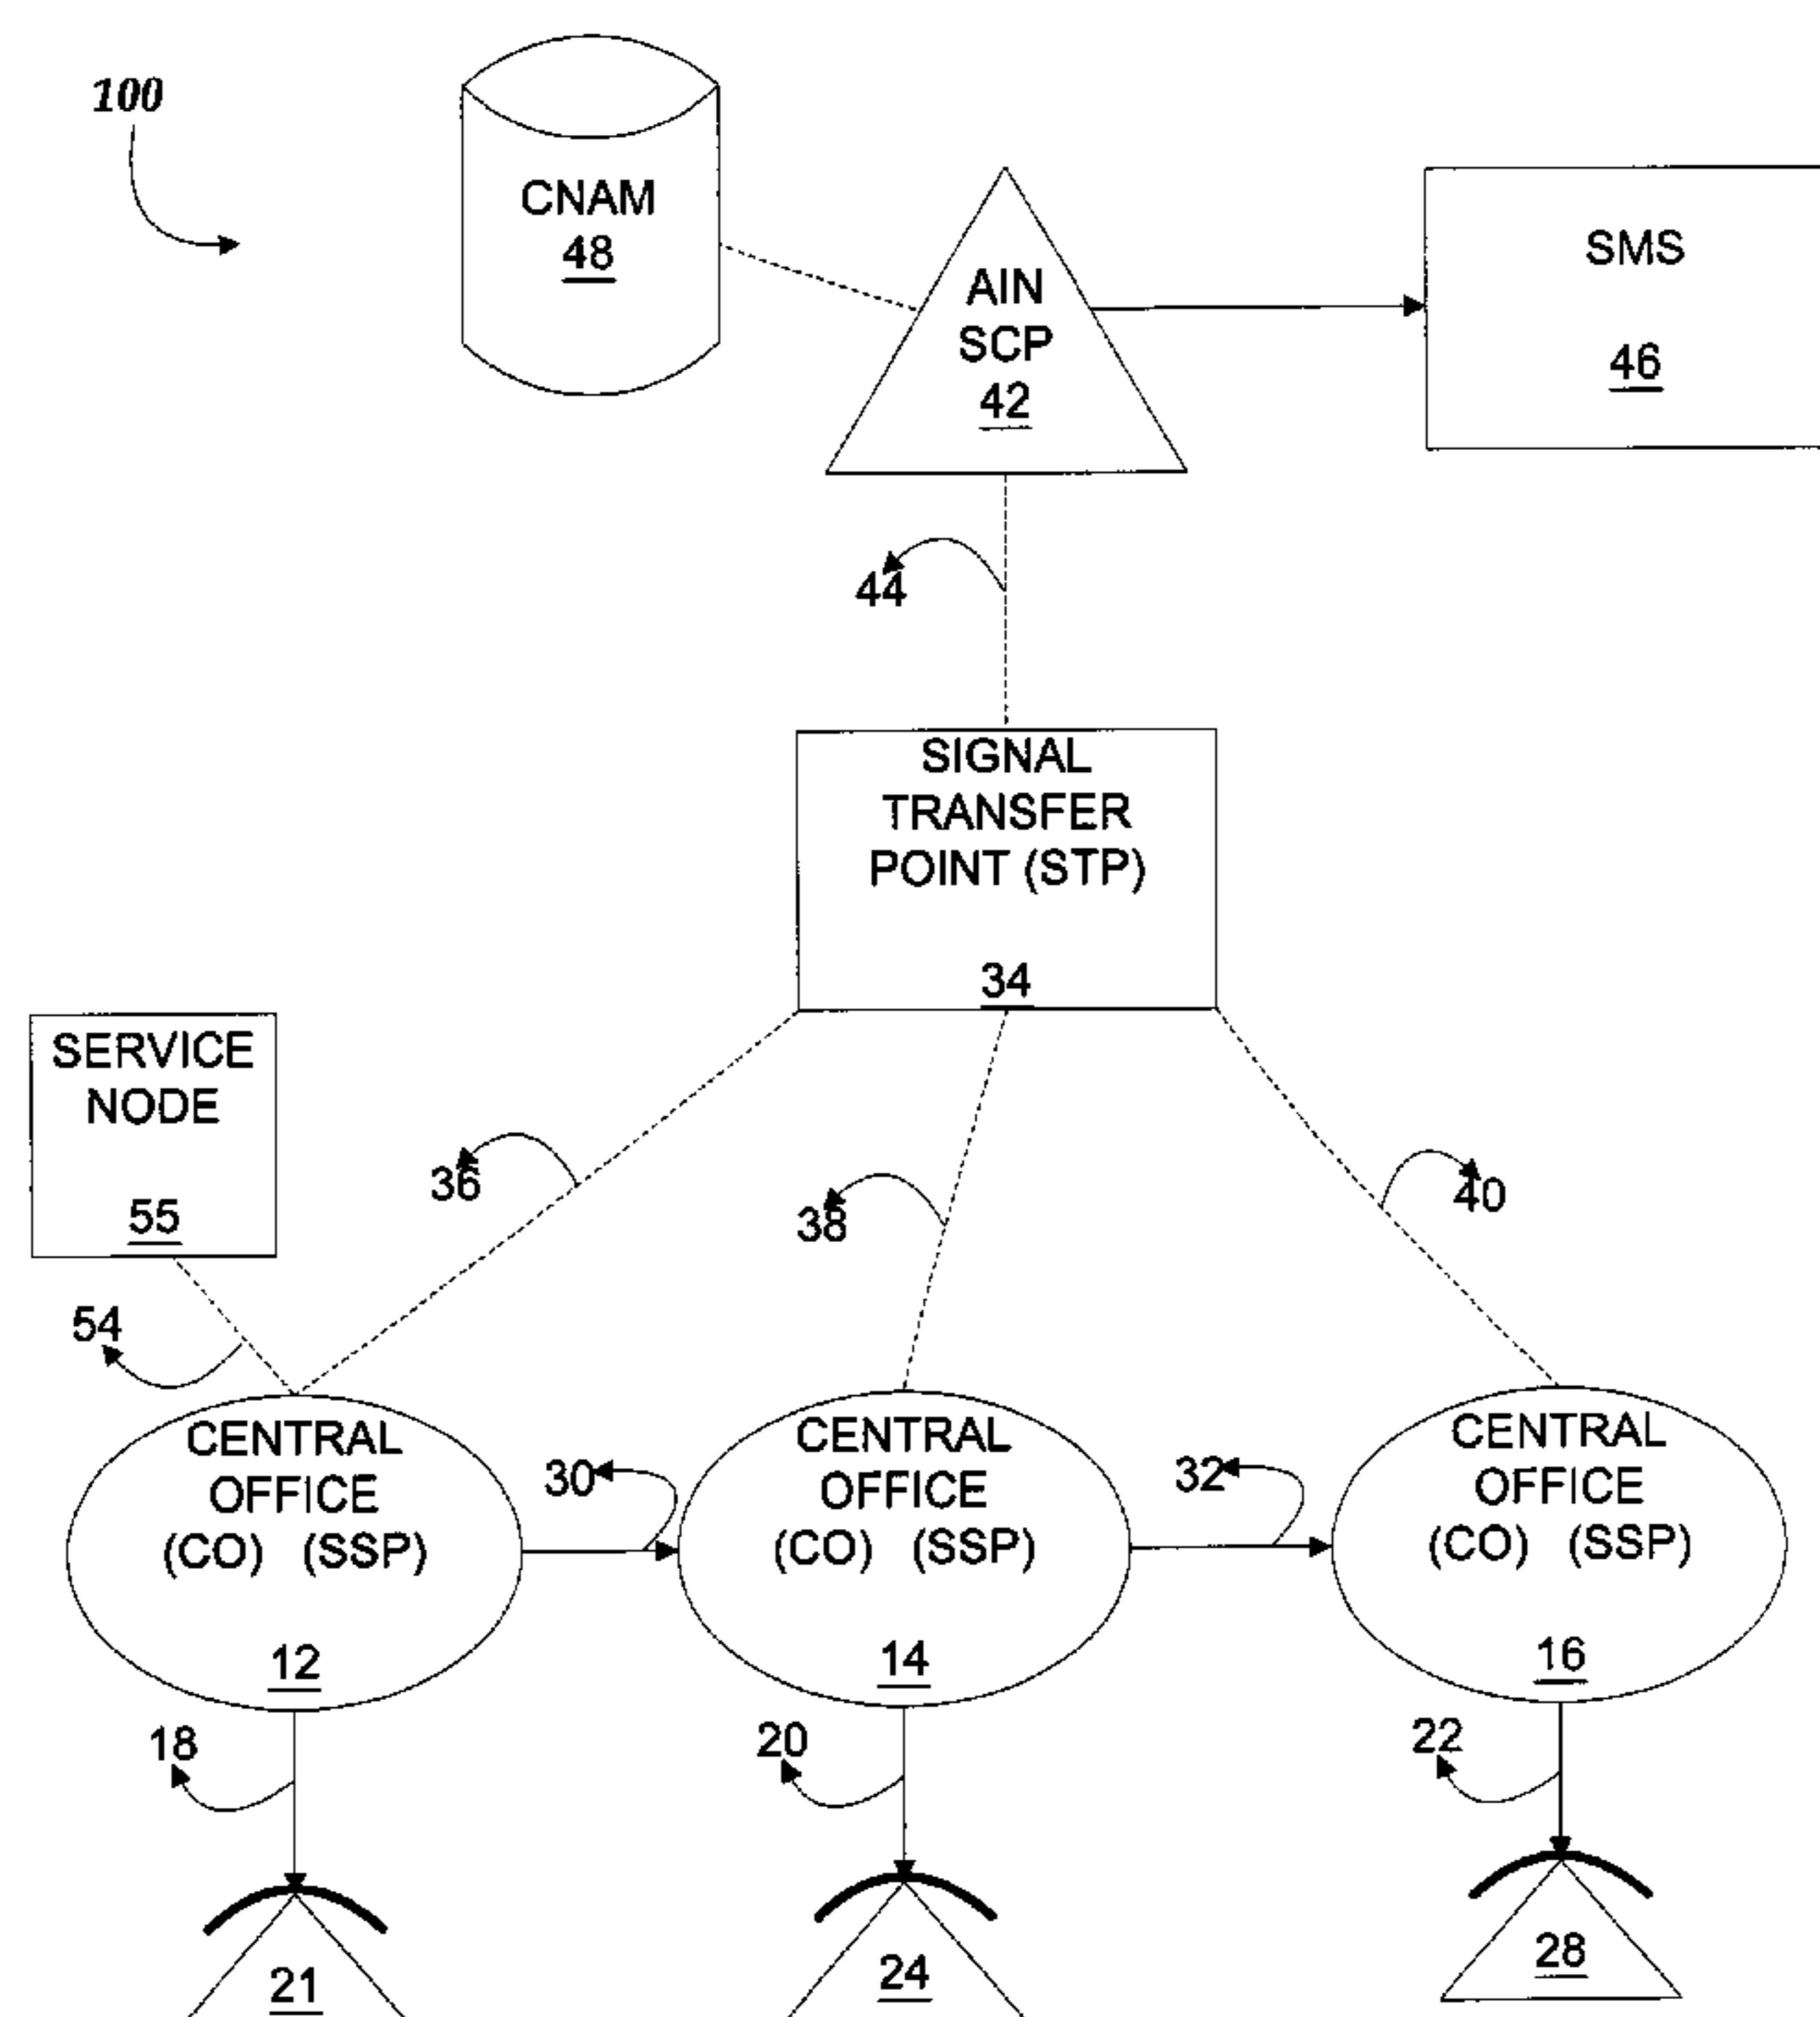 100
CNAM
48
AIN
SCP
42
SMS
46
44
SIGNAL
TRANSFER
POINT (STP)
34
SERVICE
NODE
55
36
38
40
54
CENTRAL
OFFICE
(CO) (SSP)
12
30
CENTRAL
OFFICE
(CO) (SSP)
14
32
CENTRAL
OFFICE
(CO) (SSP)
16
18
20
22
21
24
28